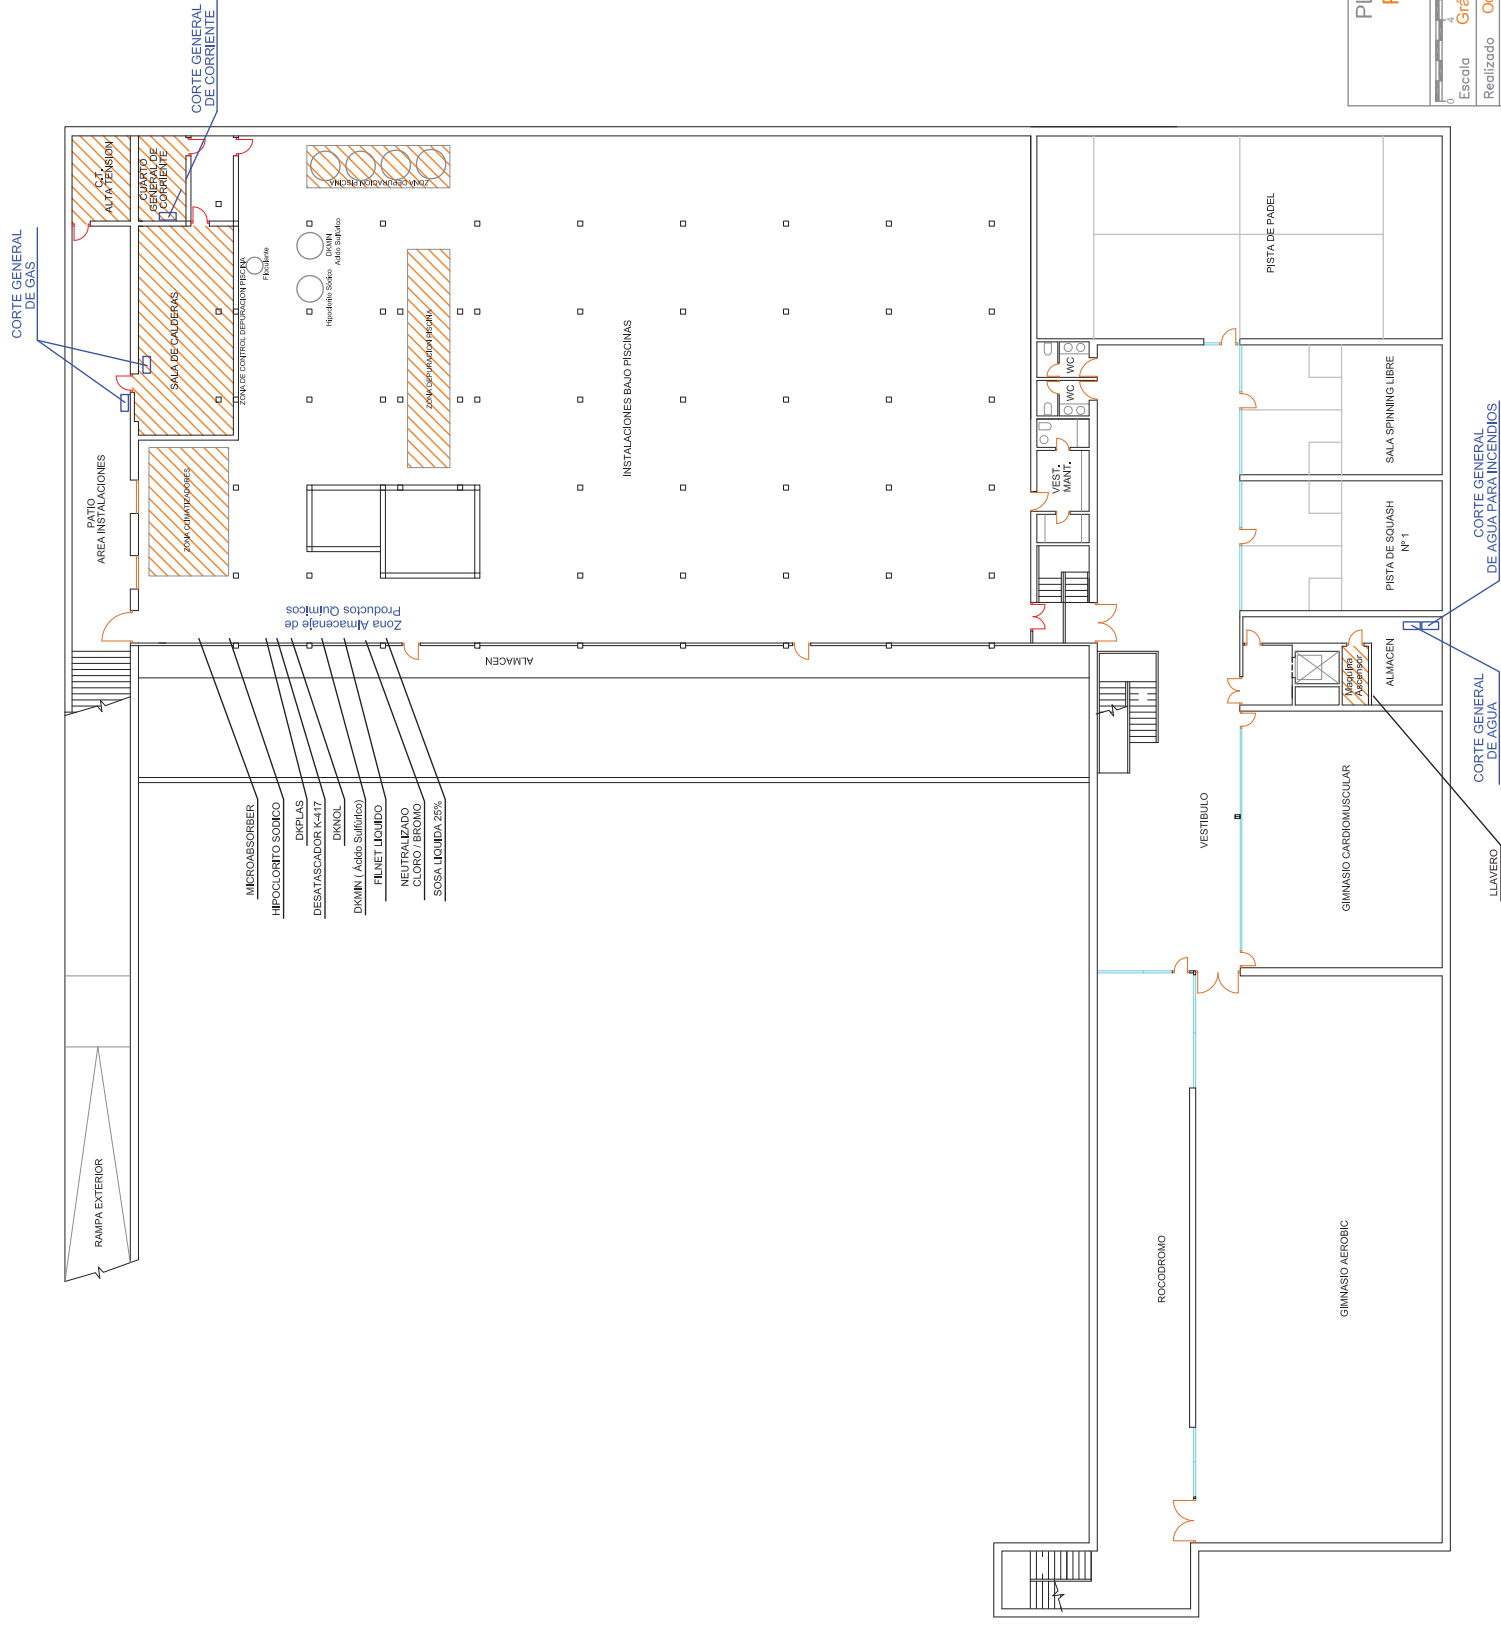 CORTE GENERAL
DE GAS
CORTE GENERAL
DE CORRIENTE
C.T.
ALTA TENSION
CUARTO
GENERAL DE
CORRIENTE
SALA DE CALDERAS
PATIO
AREA INSTALACIONES
ZONA CLIMATIZADORES
ZONA DE CONTROL DEPURACION PISCINA
Floculante
DKMIN
Acido Sulfúrico
Hipoclorito Sódico
ZONA DEPURACION PISCINA
ZONA DEPURACION PISCINA
INSTALACIONES BAJO PISCINAS
Zona Almacenaje de
Productos Químicos
ALMACEN
MICROABSORBER
HIPOCLORITO SODICO
DKPLAS
DESATASCADOR K-417
DKNOL
DKMIN ( Ácido Sulfúrico)
FILNET LIQUIDO
NEUTRALIZADO
CLORO / BROMO
SOSA LIQUIDA 25%
RAMPA EXTERIOR
WC
WC
VEST.
MANT.
PISTA DE PADEL
SALA SPINNING LIBRE
PISTA DE SQUASH
Nº 1
ALMACEN
Maquina
Ascensor
VESTIBULO
GIMNASIO CARDIOMUSCULAR
ROCODROMO
GIMNASIO AEROBIC
CORTE GENERAL
DE AGUA PARA INCENDIOS
CORTE GENERAL
DE AGUA
LLAVERO
0 4
Escala
Realizado